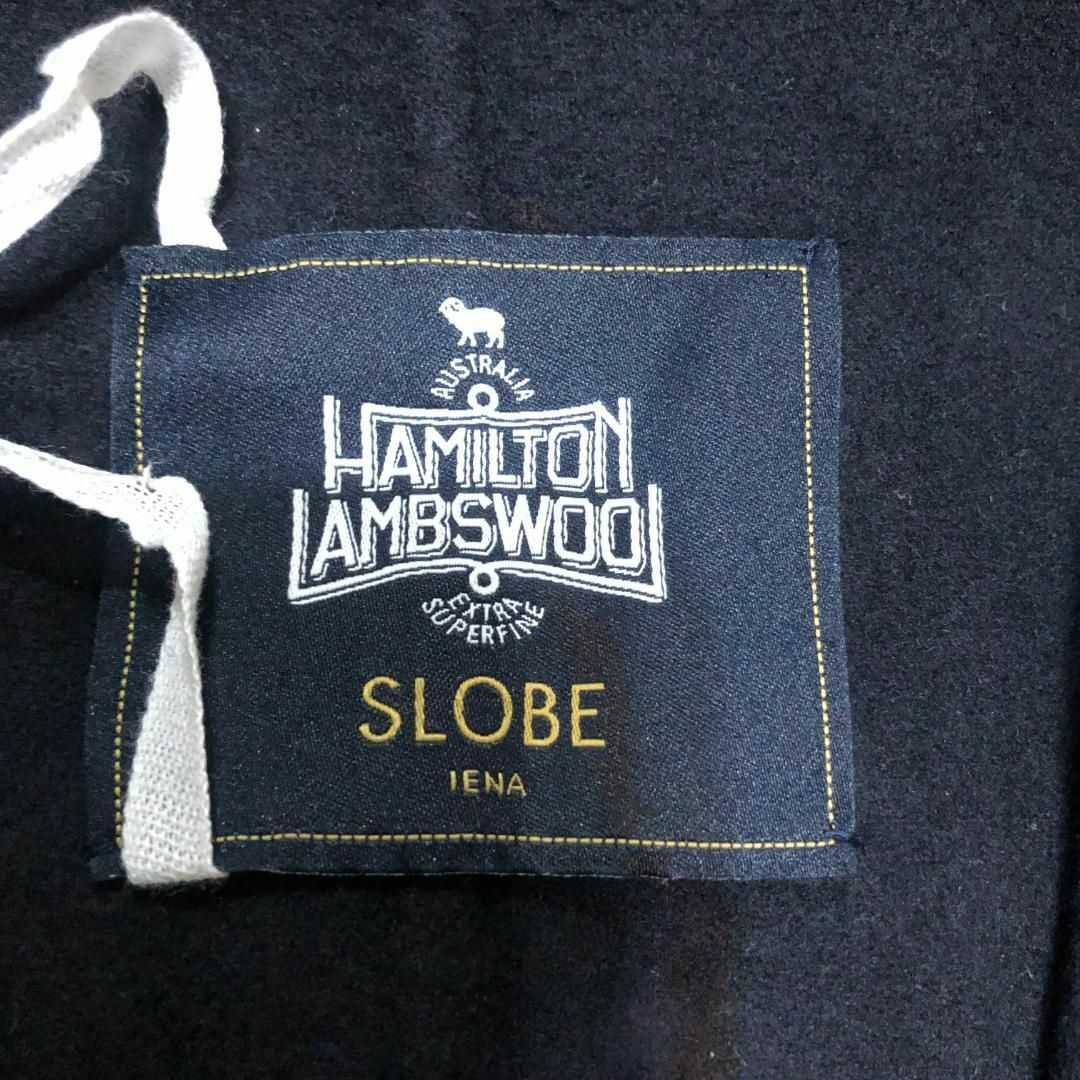 AUSTRALIA
HAMILTON
LAMBSWOOL
EXTRA
SUPERFINE
SLOBE
IENA